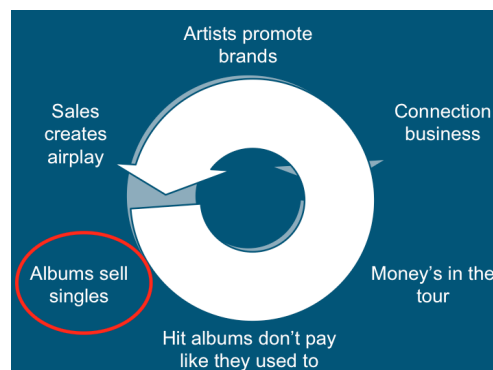 Artists promote
brands
Sales
creates
airplay
Connection
business
Albums sell
singles
Money's in the
tour
Hit albums don't pay
like they used to